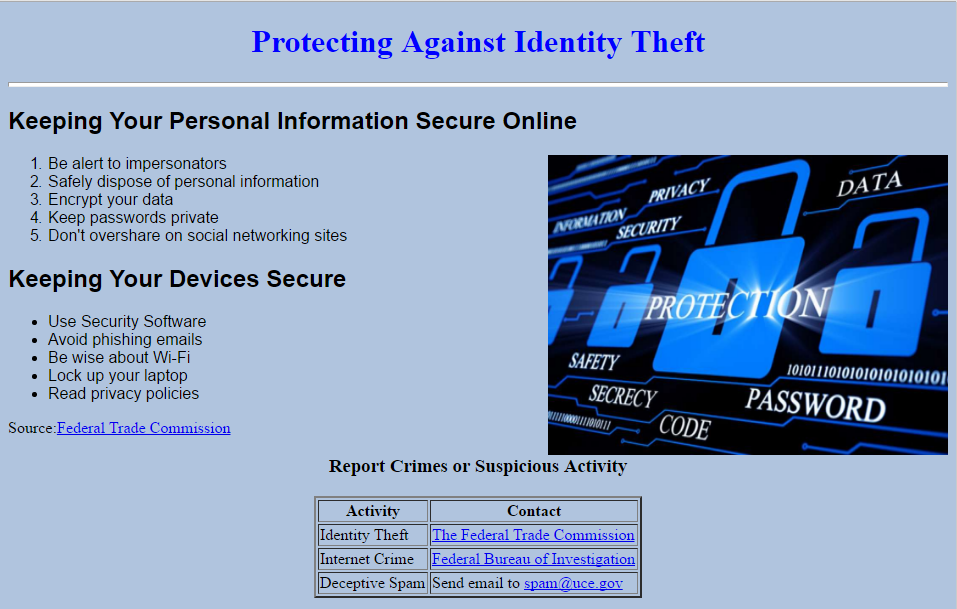 Protecting Against Identity Theft
Keeping Your Personal Information Secure Online
1. Be alert to impersonators
2. Safely dispose of personal information
3. Encrypt your data
4. Keep passwords private
5. Don't overshare on social networking sites
DATA
PRIVACY
INFORMATION
SECURITY
PROTECTION
SAFETY
SECRECY
PASSWORD
CODE
Keeping Your Devices Secure
• Use Security Software
• Avoid phishing emails
• Be wise about Wi-Fi
• Lock up your laptop
• Read privacy policies
Source:Federal Trade Commission
Report Crimes or Suspicious Activity
Activity Contact
Identity Theft The Federal Trade Commission
Internet Crime Federal Bureau of Investigation
Deceptive Spam Send email to spam@uce.gov